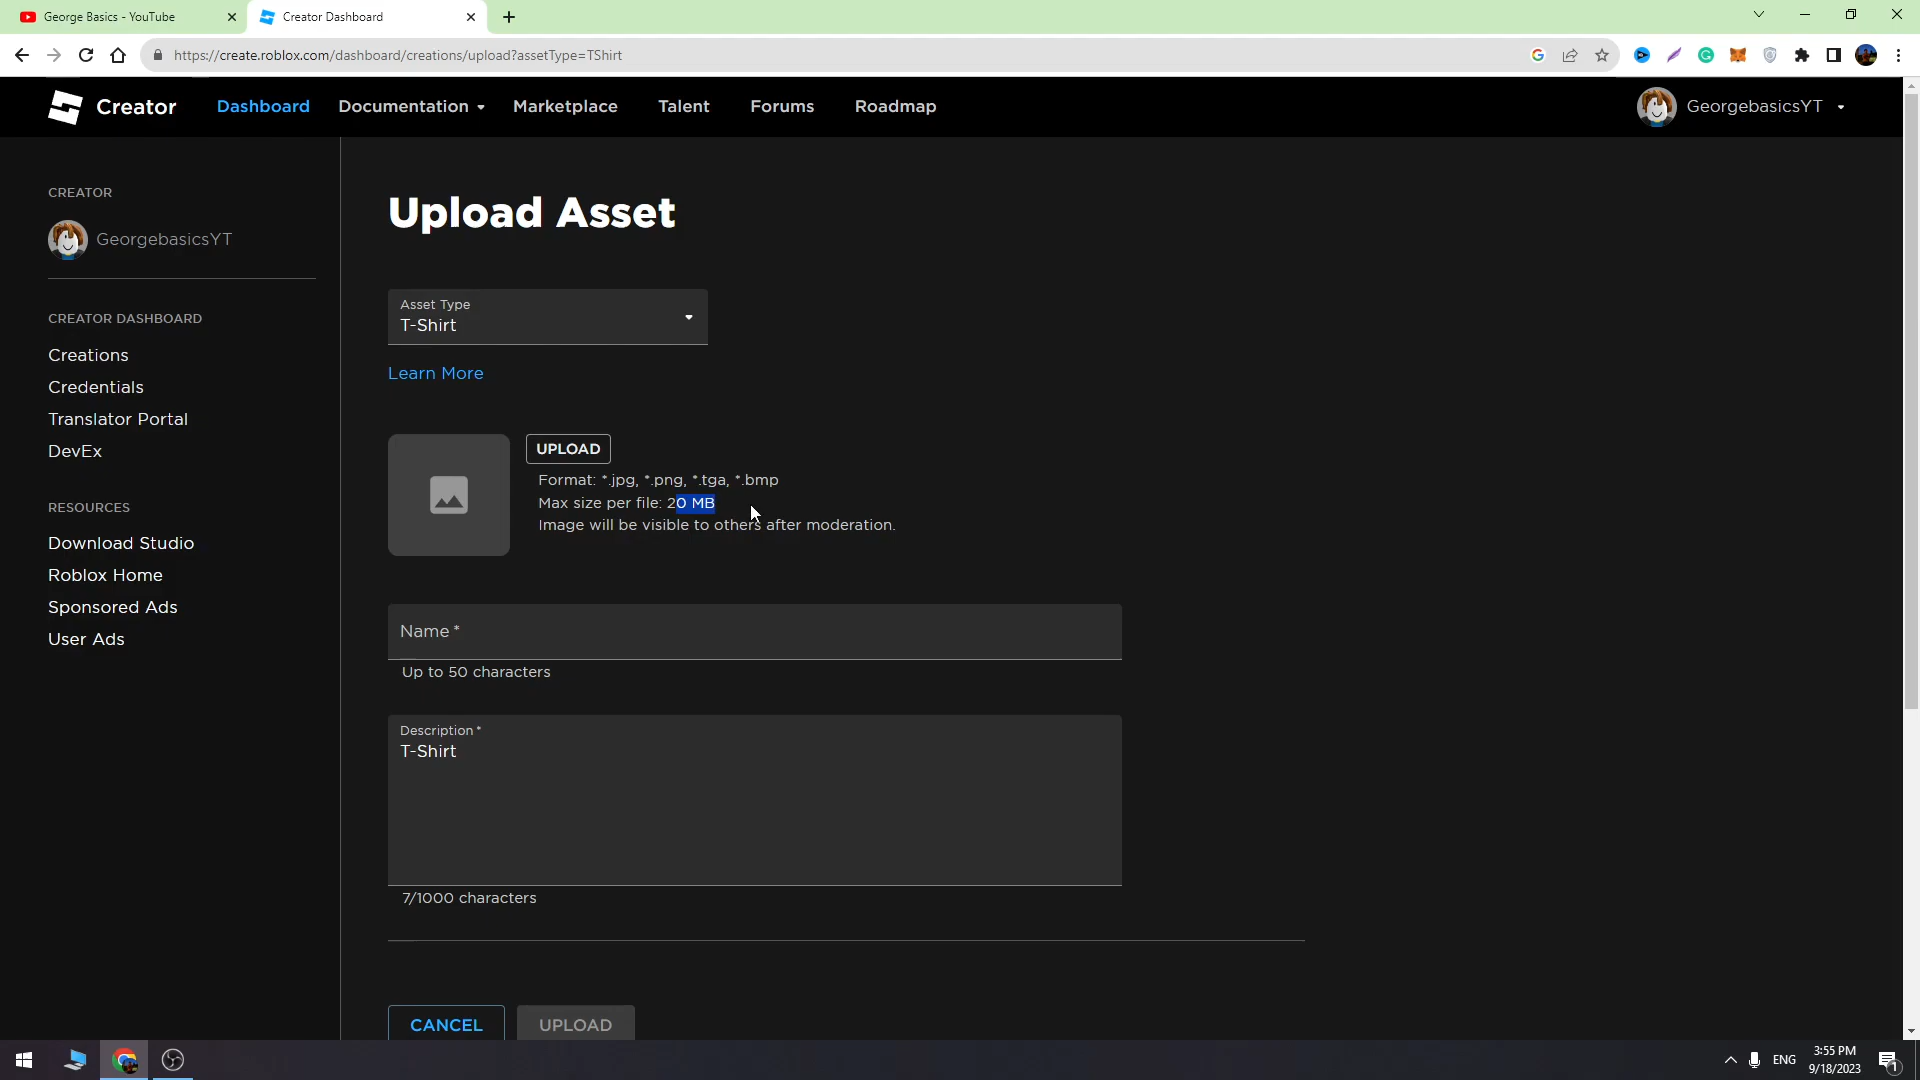 George Basics - YouTube
Creator Dashboard
https://create.roblox.com/dashboard/creations/upload?assetType=TShirt
Creator
Dashboard
Documentation
Marketplace
Talent
Forums
Roadmap
GeorgebasicsYT
CREATOR
GeorgebasicsYT
CREATOR DASHBOARD
Creations
Credentials
Translator Portal
DevEx
RESOURCES
Download Studio
Roblox Home
Sponsored Ads
User Ads
Upload Asset
Asset Type
T-Shirt
Learn More
UPLOAD
Format: *.jpg, *.png, *.tga, *.bmp
Max size per file: 20 MB
Image will be visible to others after moderation.
Name *
Up to 50 characters
Description *
T-Shirt
7/1000 characters
CANCEL
UPLOAD
ENG
3:55 PM
9/18/2023
1